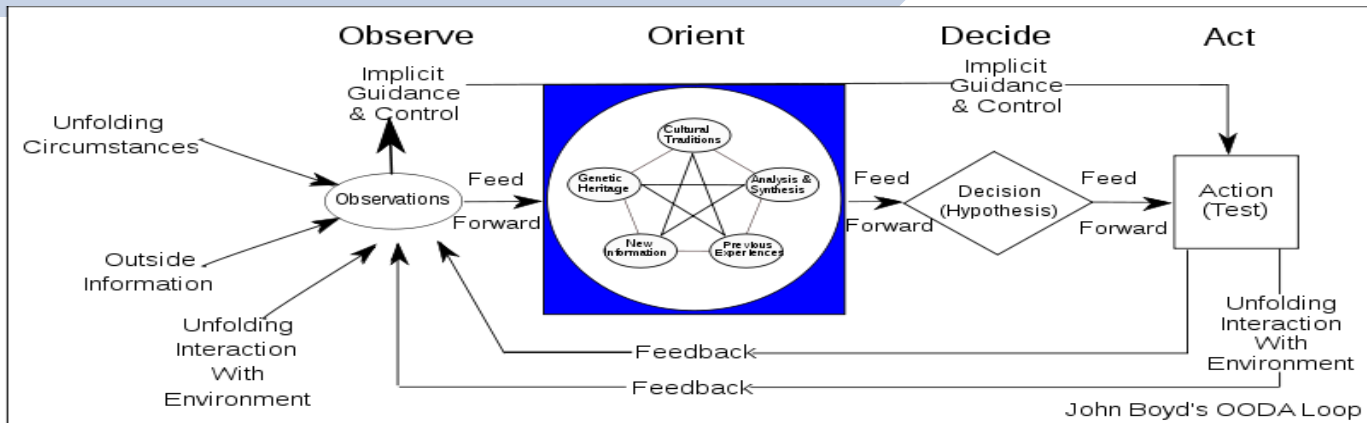 Observe
Orient
Decide
Act
Implicit
Guidance
& Control
Implicit
Guidance
& Control
Unfolding
Circumstances
Observations
Feed
Forward
Cultural
Traditions
Genetic
Heritage
Analysis &
Synthesis
New
Information
Previous
Experiences
Feed
Forward
Decision
(Hypothesis)
Feed
Forward
Action
(Test)
Outside
Information
Unfolding
Interaction
With
Environment
Unfolding
Interaction
With
Environment
Feedback
Feedback
John Boyd's OODA Loop